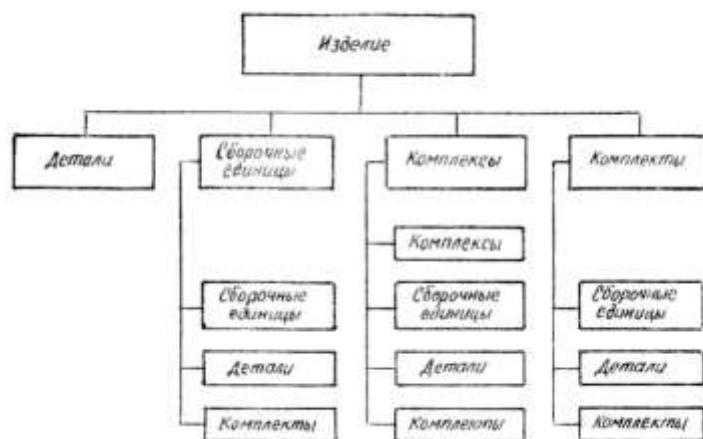 Изделие
Детали
Сборочные
единицы
Комплексы
Комплекты
Комплексы
Сборочные
единицы
Сборочные
единицы
Сборочные
единицы
Детали
Детали
Детали
Комплекты
Комплекты
Комплекты